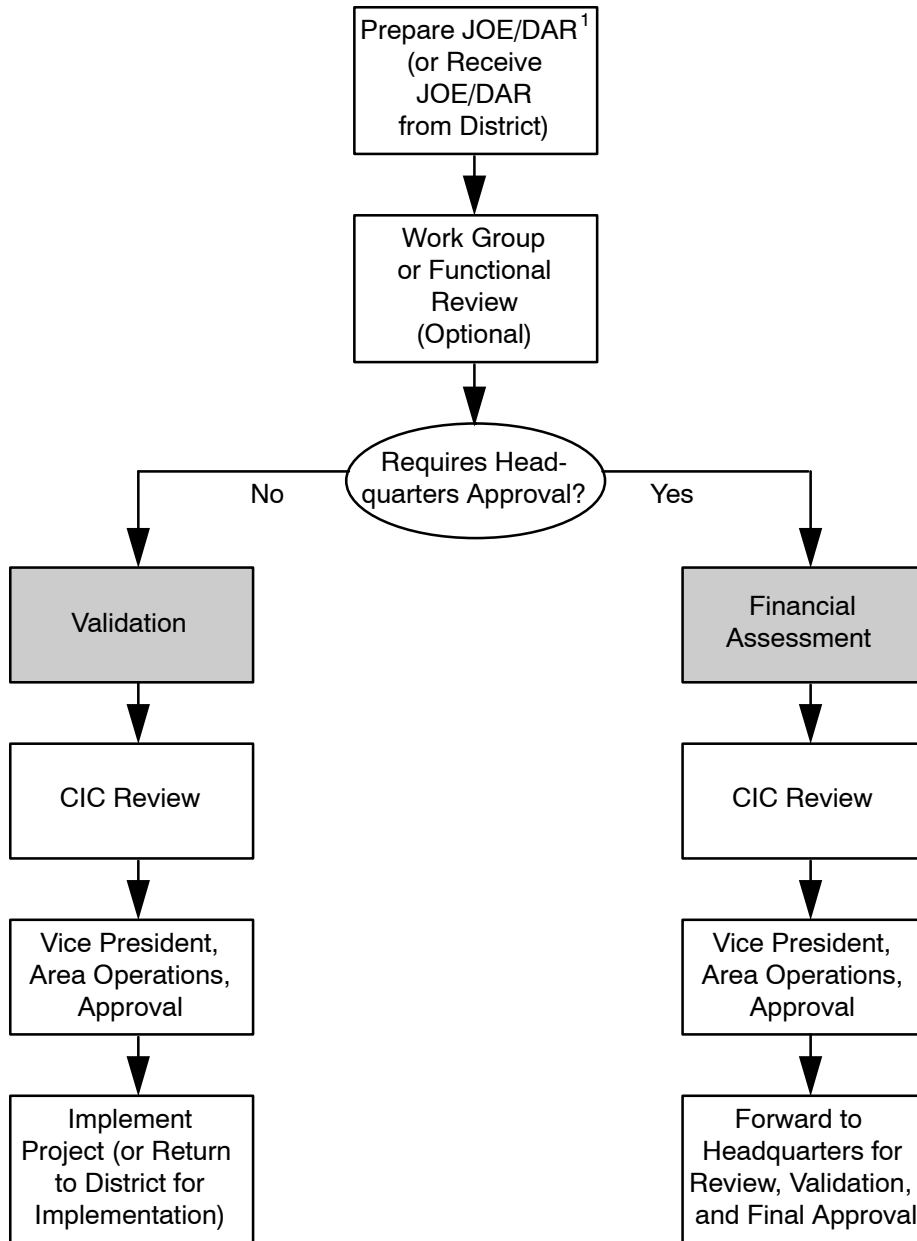 Prepare JOE/DAR1
(or Receive
JOE/DAR
from District)
Work Group
or Functional
Review
(Optional)
Requires Head-
quarters Approval?
No
Yes
Validation
Financial
Assessment
CIC Review
CIC Review
Vice President,
Area Operations,
Approval
Vice President,
Area Operations,
Approval
Implement
Project (or Return
to District for
Implementation)
Forward to
Headquarters for
Review, Validation,
and Final Approval